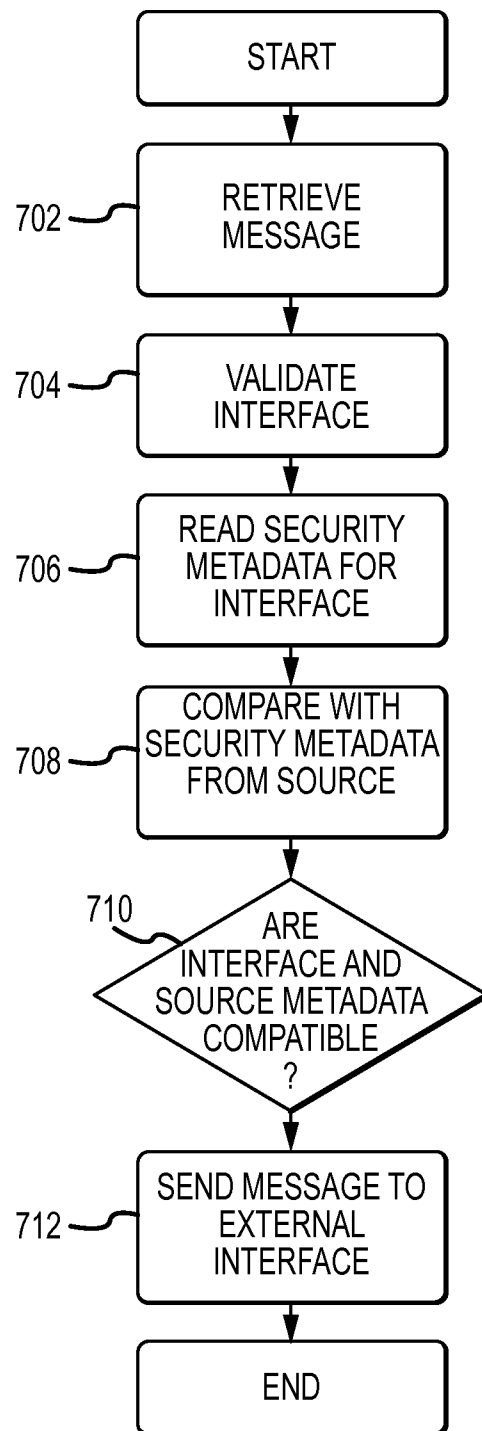 START
702
RETRIEVE
MESSAGE
704
VALIDATE
INTERFACE
706
READ SECURITY
METADATA FOR
INTERFACE
708
COMPARE WITH
SECURITY METADATA
FROM SOURCE
710
ARE
INTERFACE AND
SOURCE METADATA
COMPATIBLE
?
712
SEND MESSAGE TO
EXTERNAL
INTERFACE
END